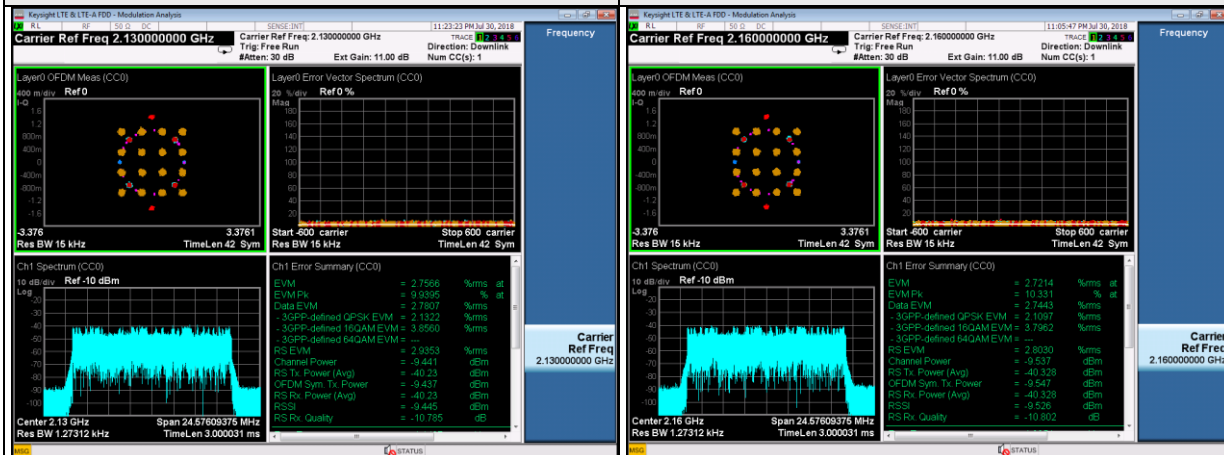 Keysight LTE & LTE-A FDD - Modulation Analysis
RL RF 50 Ω DC SENSE:INT 11:23:23 PM Jul 30, 2018
Carrier Ref Freq 2.130000000 GHz
Carrier Ref Freq: 2.130000000 GHz
Trig: Free Run
#Atten: 30 dB Ext Gain: 11.00 dB
TRACE 1 2 3 4 5 6
Direction: Downlink
Num CC(s): 1
Frequency
Layer0 OFDM Meas (CC0)
400 m/div Ref 0
I-Q
1.6
1.2
800m
400m
0
-400m
-800m
-1.2
-1.6
-3.376 3.3761
Res BW 15 kHz TimeLen 42 Sym
Layer0 Error Vector Spectrum (CC0)
20 %/div Ref 0 %
Mag
180
160
140
120
100
80
60
40
20
Start -600 carrier Stop 600 carrier
Res BW 15 kHz TimeLen 42 Sym
Ch1 Spectrum (CC0)
10 dB/div Ref -10 dBm
Log
-20
-30
-40
-50
-60
-70
-80
-90
-100
Center 2.13 GHz Span 24.57609375 MHz
Res BW 1.27312 kHz TimeLen 3.000031 ms
Ch1 Error Summary (CC0)
EVM = 2.7566 %rms at
EVM Pk = 9.9395 % at
Data EVM = 2.7807 %rms
- 3GPP-defined QPSK EVM = 2.1322 %rms
- 3GPP-defined 16QAM EVM = 3.8560 %rms
- 3GPP-defined 64QAM EVM = ---
RS EVM = 2.9353 %rms
Channel Power = -9.441 dBm
RS Tx. Power (Avg) = -40.23 dBm
OFDM Sym. Tx. Power = -9.437 dBm
RS Rx. Power (Avg) = -40.23 dBm
RSSI = -9.445 dBm
RS Rx. Quality = -10.785 dB
Carrier
Ref Freq
2.130000000 GHz
MSG STATUS
Keysight LTE & LTE-A FDD - Modulation Analysis
RL RF 50 Ω DC SENSE:INT 11:05:47 PM Jul 30, 2018
Carrier Ref Freq 2.160000000 GHz
Carrier Ref Freq: 2.160000000 GHz
Trig: Free Run
#Atten: 30 dB Ext Gain: 11.00 dB
TRACE 1 2 3 4 5 6
Direction: Downlink
Num CC(s): 1
Frequency
Layer0 OFDM Meas (CC0)
400 m/div Ref 0
I-Q
1.6
1.2
800m
400m
0
-400m
-800m
-1.2
-1.6
-3.376 3.3761
Res BW 15 kHz TimeLen 42 Sym
Layer0 Error Vector Spectrum (CC0)
20 %/div Ref 0 %
Mag
180
160
140
120
100
80
60
40
20
Start -600 carrier Stop 600 carrier
Res BW 15 kHz TimeLen 42 Sym
Ch1 Spectrum (CC0)
10 dB/div Ref -10 dBm
Log
-20
-30
-40
-50
-60
-70
-80
-90
-100
Center 2.16 GHz Span 24.57609375 MHz
Res BW 1.27312 kHz TimeLen 3.000031 ms
Ch1 Error Summary (CC0)
EVM = 2.7214 %rms at
EVM Pk = 10.331 % at
Data EVM = 2.7443 %rms
- 3GPP-defined QPSK EVM = 2.1097 %rms
- 3GPP-defined 16QAM EVM = 3.7962 %rms
- 3GPP-defined 64QAM EVM = ---
RS EVM = 2.8030 %rms
Channel Power = -9.537 dBm
RS Tx. Power (Avg) = -40.328 dBm
OFDM Sym. Tx. Power = -9.547 dBm
RS Rx. Power (Avg) = -40.328 dBm
RSSI = -9.526 dBm
RS Rx. Quality = -10.802 dB
Carrier
Ref Freq
2.160000000 GHz
MSG STATUS